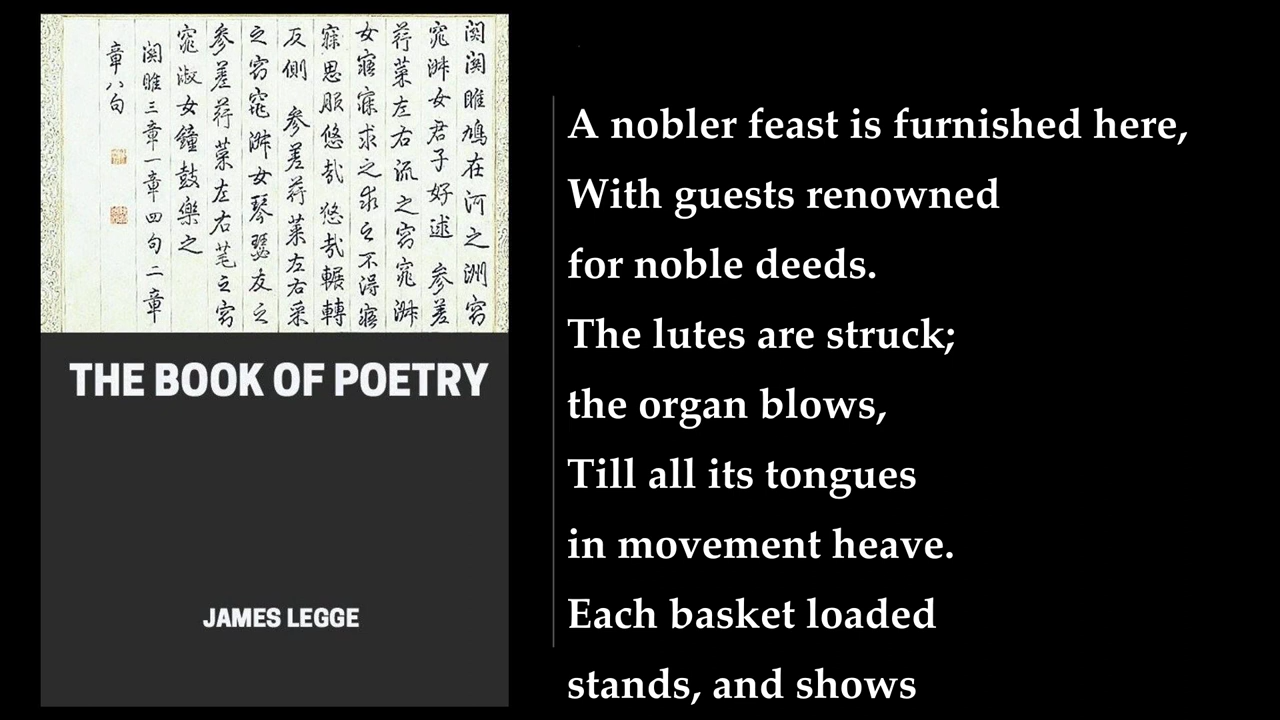 關關雎鳩在河之洲窈
窕淑女君子好逑 參差
荇菜左右流之窈窕淑
女寤寐求之求之不得寤
寐思服悠哉悠哉輾轉
反側 參差荇菜左右采
之窈窕淑女琴瑟友之
參差荇菜左右芼之窈
窕淑女鐘鼓樂之
關雎三章一章四句二章
章八句
THE BOOK OF POETRY
JAMES LEGGE
A nobler feast is furnished here,
With guests renowned
for noble deeds.
The lutes are struck;
the organ blows,
Till all its tongues
in movement heave.
Each basket loaded
stands, and shows